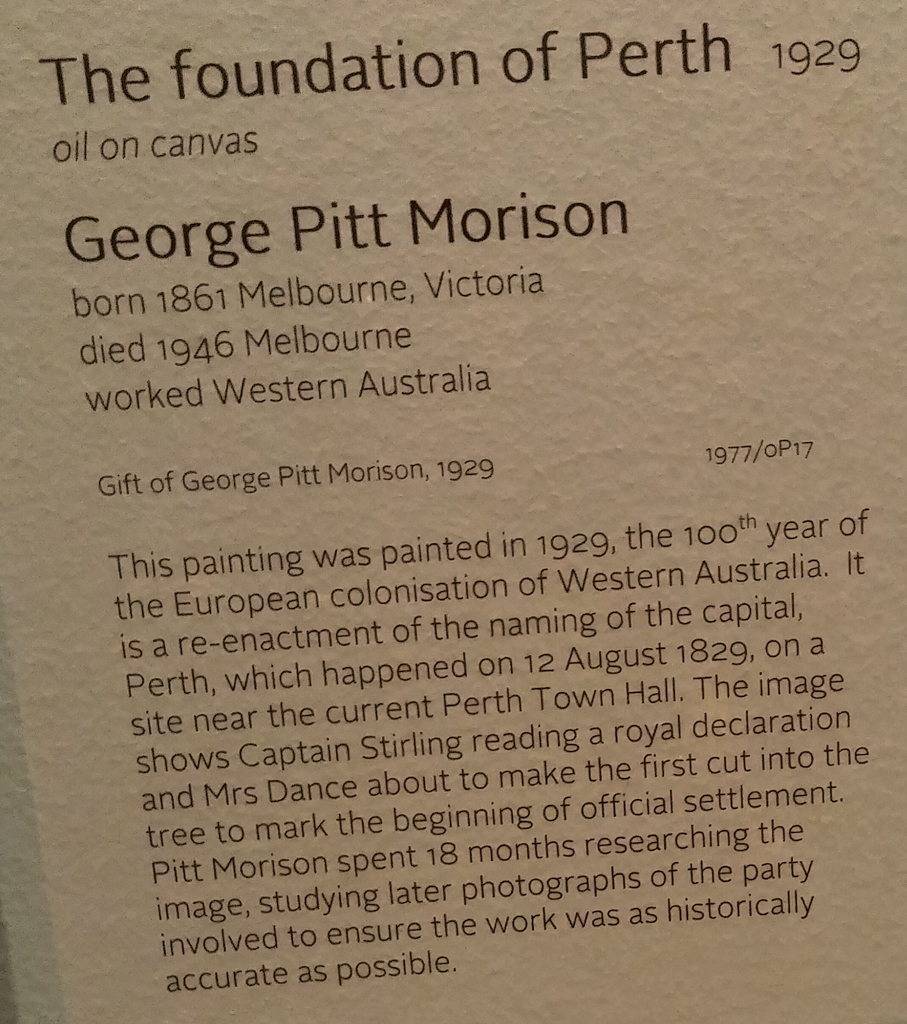 The foundation of Perth 1929
oil on canvas
George Pitt Morison
born 1861 Melbourne, Victoria
died 1946 Melbourne
worked Western Australia
Gift of George Pitt Morison, 1929 1977/0P17
This painting was painted in 1929, the 100th year of
the European colonisation of Western Australia. It
is a re-enactment of the naming of the capital,
Perth, which happened on 12 August 1829, on a
site near the current Perth Town Hall. The image
shows Captain Stirling reading a royal declaration
and Mrs Dance about to make the first cut into the
tree to mark the beginning of official settlement.
Pitt Morison spent 18 months researching the
image, studying later photographs of the party
involved to ensure the work was as historically
accurate as possible.